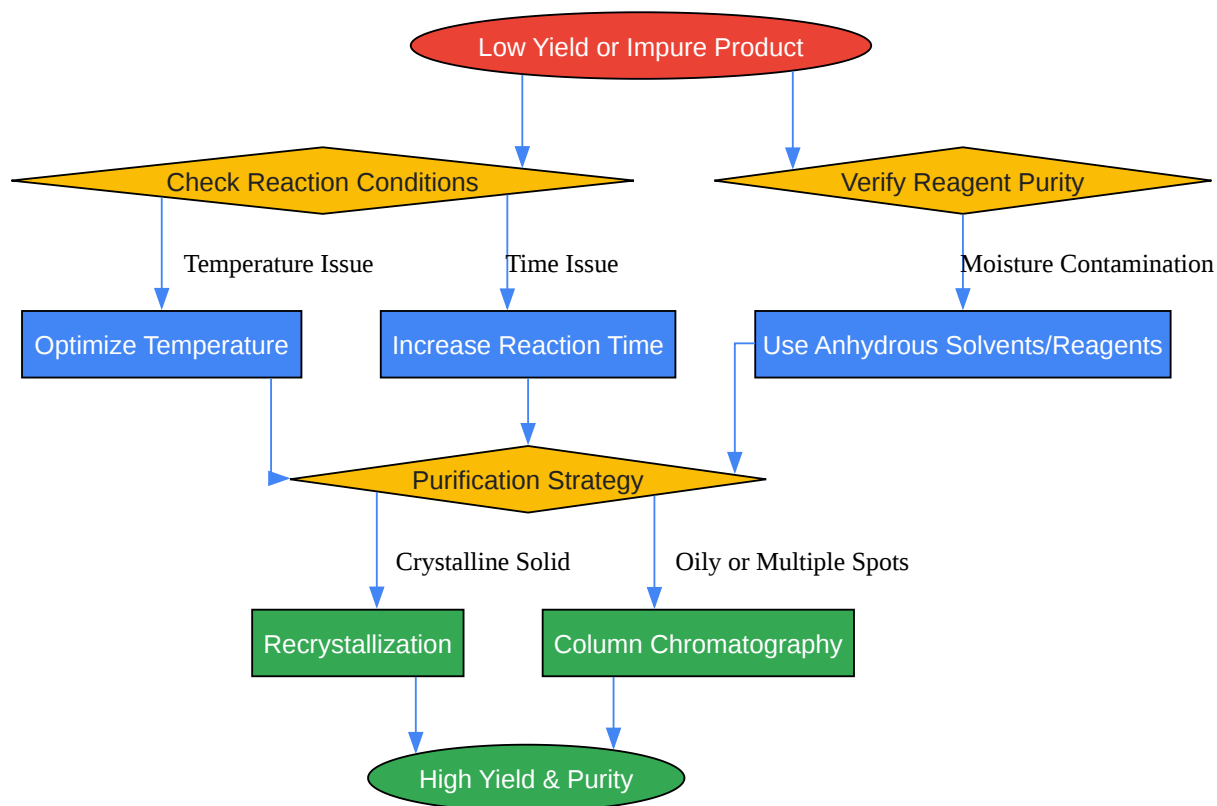 Low Yield or Impure Product
Check Reaction Conditions
Verify Reagent Purity
Temperature Issue
Time Issue
Moisture Contamination
Optimize Temperature
Increase Reaction Time
Use Anhydrous Solvents/Reagents
Purification Strategy
Crystalline Solid
Oily or Multiple Spots
Recrystallization
Column Chromatography
High Yield & Purity